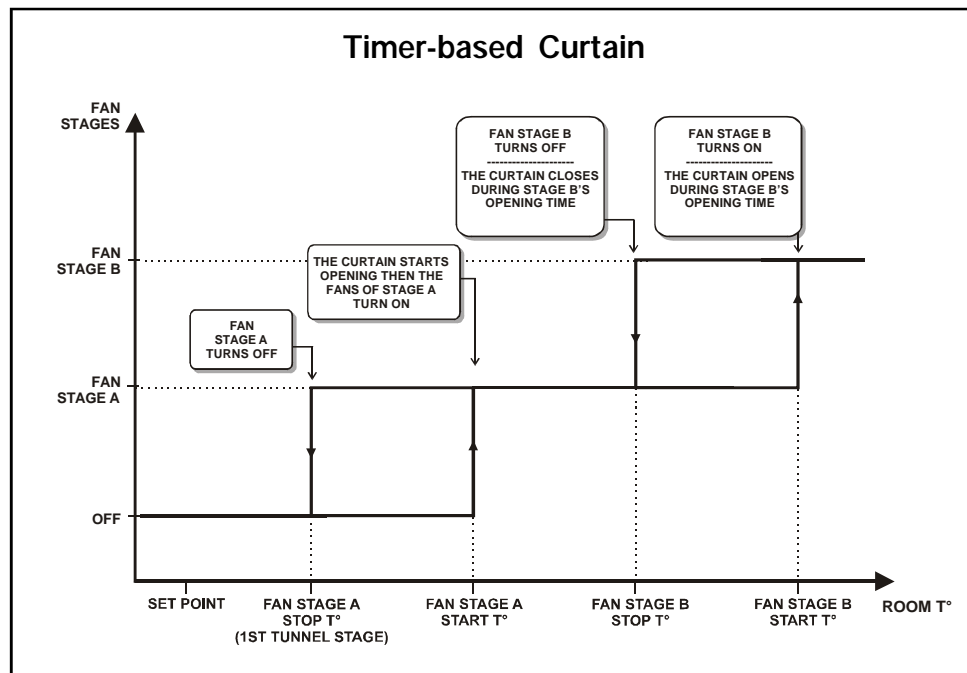 Timer-based Curtain
FAN
STAGES
FAN STAGE B
TURNS OFF
----------------------
THE CURTAIN CLOSES
DURING STAGE B'S
OPENING TIME
FAN STAGE B
TURNS ON
----------------------
THE CURTAIN OPENS
DURING STAGE B'S
OPENING TIME
THE CURTAIN STARTS
OPENING THEN THE
FANS OF STAGE A
TURN ON
FAN
STAGE A
TURNS OFF
FAN
STAGE B
FAN
STAGE A
OFF
SET POINT
FAN STAGE A
STOP T°
(1ST TUNNEL STAGE)
FAN STAGE A
START T°
FAN STAGE B
STOP T°
FAN STAGE B
START T°
ROOM T°